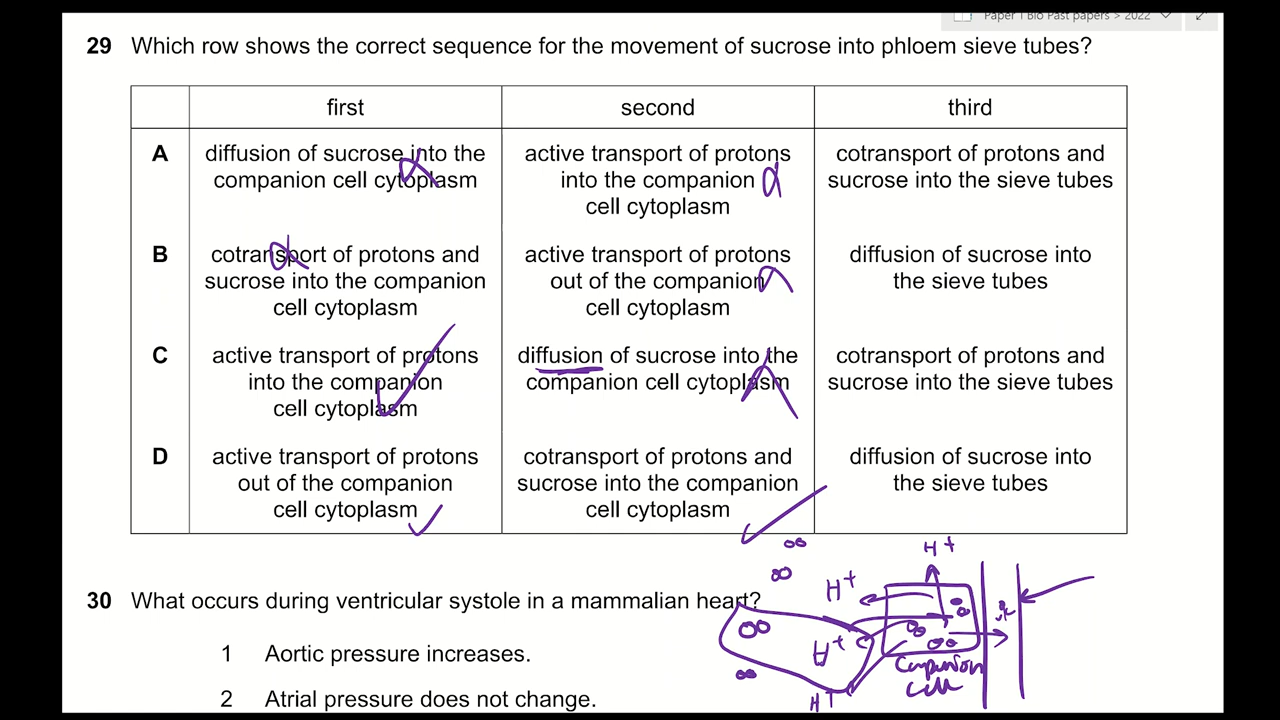 Paper 1 Bio Past papers > 2022
29 Which row shows the correct sequence for the movement of sucrose into phloem sieve tubes?
first second third
A diffusion of sucrose into the companion cell cytoplasm
active transport of protons into the companion cell cytoplasm
cotransport of protons and sucrose into the sieve tubes
B cotransport of protons and sucrose into the companion cell cytoplasm
active transport of protons out of the companion cell cytoplasm
diffusion of sucrose into the sieve tubes
C active transport of protons into the companion cell cytoplasm
diffusion of sucrose into the companion cell cytoplasm
cotransport of protons and sucrose into the sieve tubes
D active transport of protons out of the companion cell cytoplasm
cotransport of protons and sucrose into the companion cell cytoplasm
diffusion of sucrose into the sieve tubes
H+
H+
H+
H+
Companion
cell
30 What occurs during ventricular systole in a mammalian heart?
1 Aortic pressure increases.
2 Atrial pressure does not change.